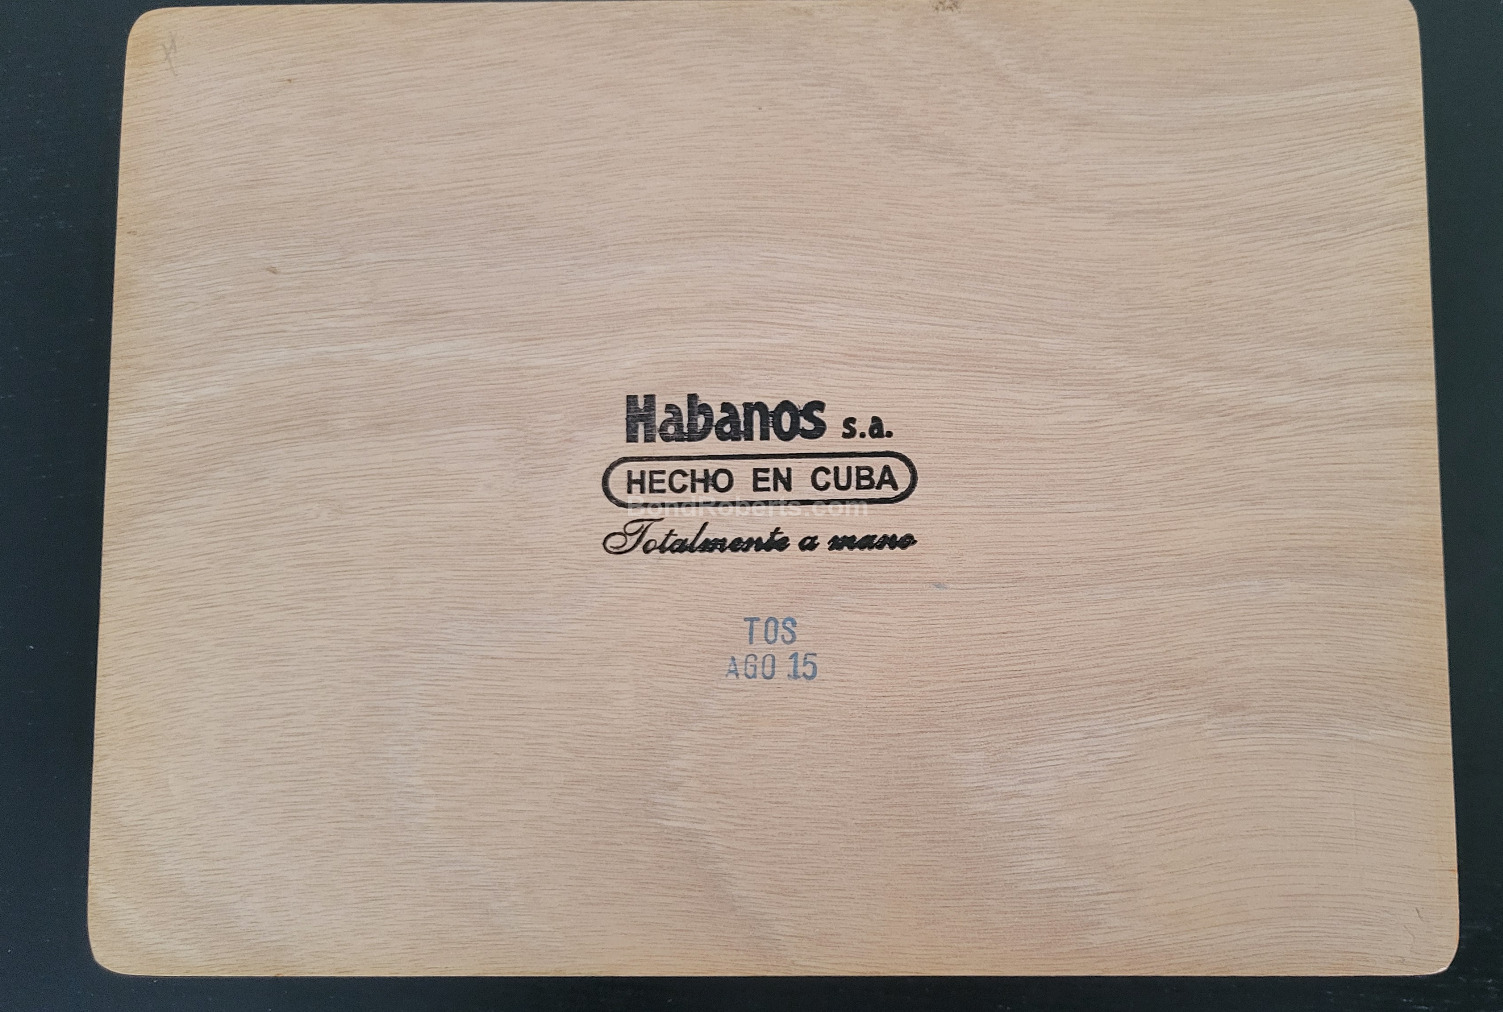 Habanos s.a.
HECHO EN CUBA
BondRoberts.com
Totalmente a mano
TOS
AGO 15